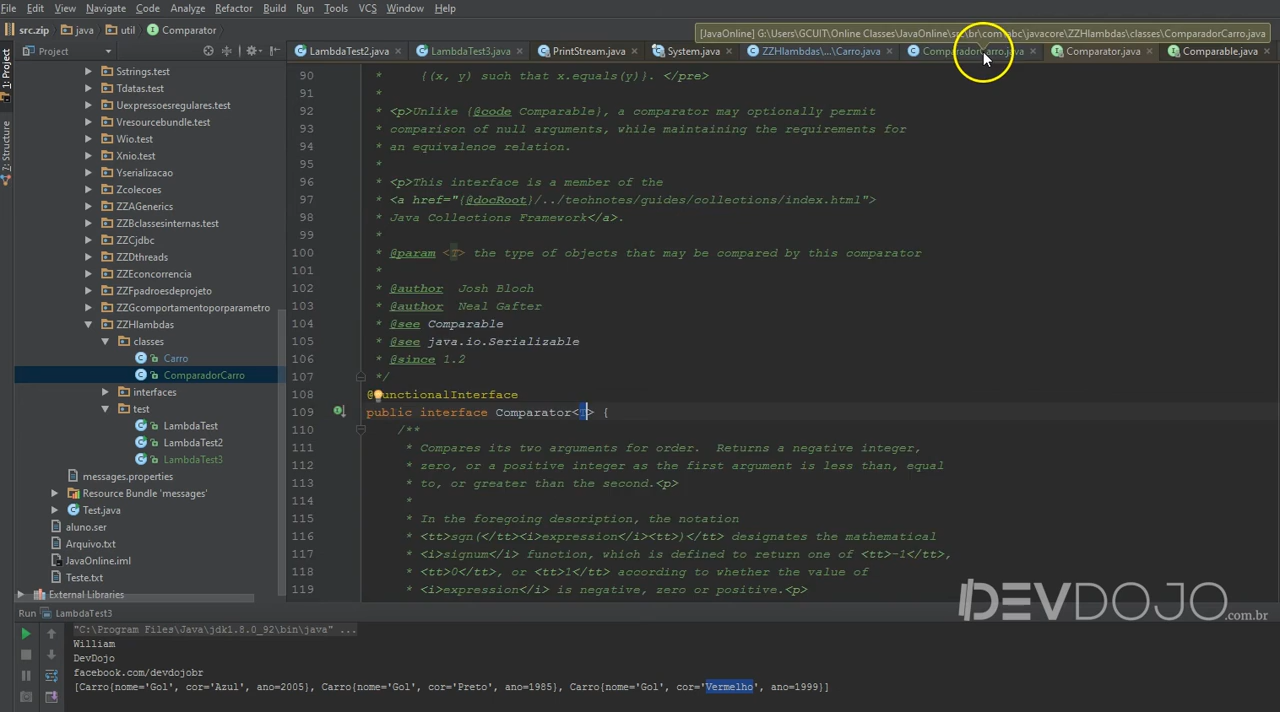 File Edit View Navigate Code Analyze Refactor Build Run Tools VCS Window Help
src.zip java util Comparator
[JavaOnline] G:\Users\GCUIT\Online Classes\JavaOnline\src\br\com\abc\javacore\ZZHlambdas\classes\ComparadorCarro.java
1: Project
7: Structure
Project
LambdaTest2.java LambdaTest3.java PrintStream.java System.java ZZHlambdas\...\Carro.java ComparadorCarro.java Comparator.java Comparable.java
Sstrings.test
Tdatas.test
Uexpressoesregulares.test
Vresourcebundle.test
Wio.test
Xnio.test
Yserializacao
Zcolecoes
ZZAGenerics
ZZBclassesinternas.test
ZZCjdbc
ZZDthreads
ZZEconcorrencia
ZZFpadroesdeprojeto
ZZGcomportamentoporparametro
ZZHlambdas
classes
Carro
ComparadorCarro
interfaces
test
LambdaTest
LambdaTest2
LambdaTest3
messages.properties
Resource Bundle 'messages'
Test.java
aluno.ser
Arquivo.txt
JavaOnline.iml
Teste.txt
External Libraries
90 * {(x, y) such that x.equals(y)}. </pre>
91 *
92 * <p>Unlike {@code Comparable}, a comparator may optionally permit
93 * comparison of null arguments, while maintaining the requirements for
94 * an equivalence relation.
95 *
96 * <p>This interface is a member of the
97 * <a href="{@docRoot}/../technotes/guides/collections/index.html">
98 * Java Collections Framework</a>.
99 *
100 * @param <T> the type of objects that may be compared by this comparator
101 *
102 * @author Josh Bloch
103 * @author Neal Gafter
104 * @see Comparable
105 * @see java.io.Serializable
106 * @since 1.2
107 */
108 @FunctionalInterface
109 public interface Comparator<T> {
110 /**
111 * Compares its two arguments for order. Returns a negative integer,
112 * zero, or a positive integer as the first argument is less than, equal
113 * to, or greater than the second.<p>
114 *
115 * In the foregoing description, the notation
116 * <tt>sgn(</tt><i>expression</i><tt>)</tt> designates the mathematical
117 * <i>signum</i> function, which is defined to return one of <tt>-1</tt>,
118 * <tt>0</tt>, or <tt>1</tt> according to whether the value of
119 * <i>expression</i> is negative, zero or positive.<p>
DEVDOJO.com.br
Run LambdaTest3
"C:\Program Files\Java\jdk1.8.0_92\bin\java" ...
William
DevDojo
facebook.com/devdojobr
[Carro{nome='Gol', cor='Azul', ano=2005}, Carro{nome='Gol', cor='Preto', ano=1985}, Carro{nome='Gol', cor='Vermelho', ano=1999}]